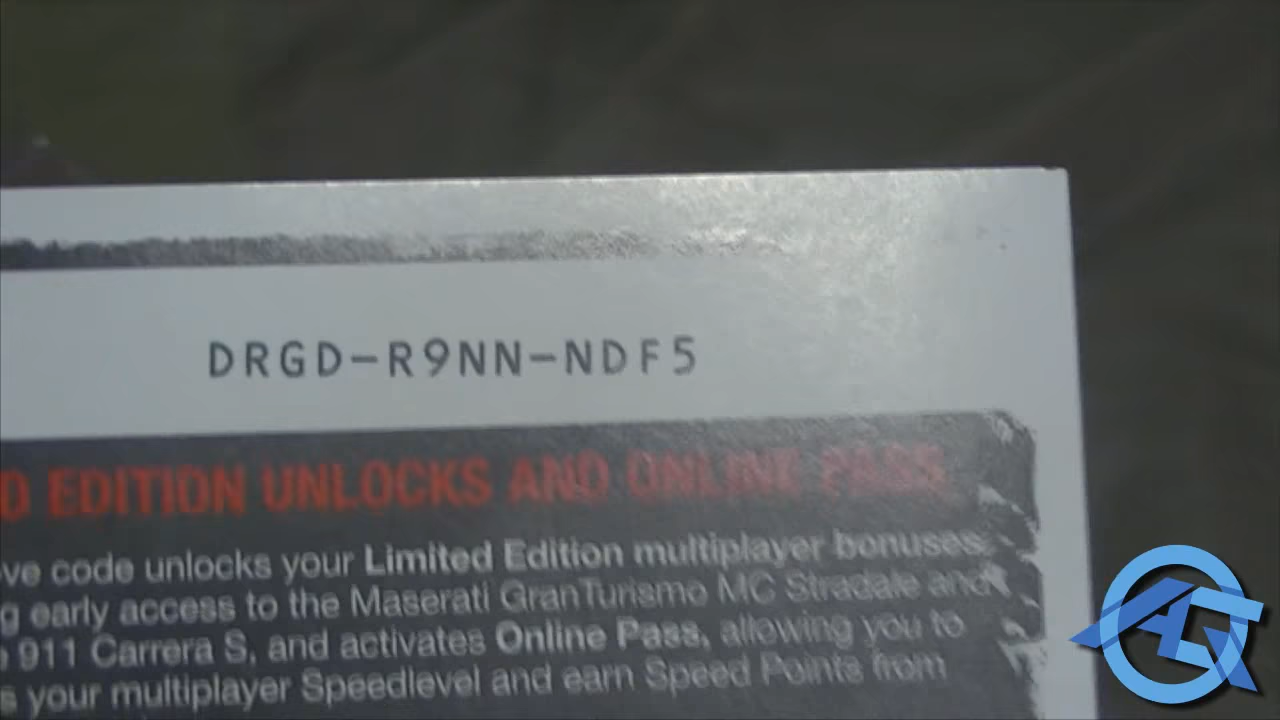 DRGD-R9NN-NDF5
D EDITION UNLOCKS AND ONLINE PASS
ve code unlocks your Limited Edition multiplayer bonuses,
g early access to the Maserati GranTurismo MC Stradale and
911 Carrera S, and activates Online Pass, allowing you to
s your multiplayer Speedlevel and earn Speed Points from